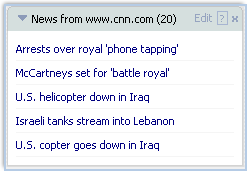 News from www.cnn.com (20) Edit ? x
Arrests over royal 'phone tapping'
McCartneys set for 'battle royal'
U.S. helicopter down in Iraq
Israeli tanks stream into Lebanon
U.S. copter goes down in Iraq